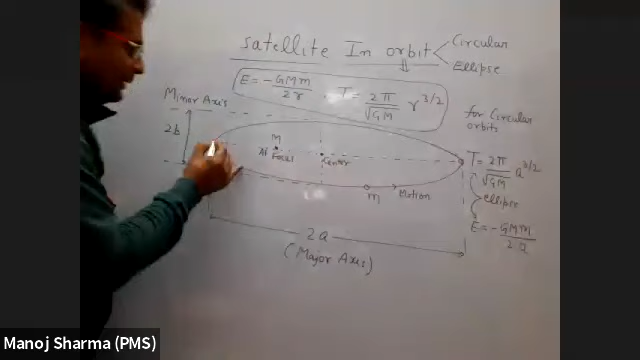 satellite In orbit
Circular
Ellipse
E = -GMm/2r
T = 2π/√GM r^3/2
for Circular orbits
Minor Axis
2b
M
At Focus
Center
m
Motion
T = 2π/√GM a^3/2
ellipse
E = -GMm/2a
2a
(Major Axis)
Manoj Sharma (PMS)